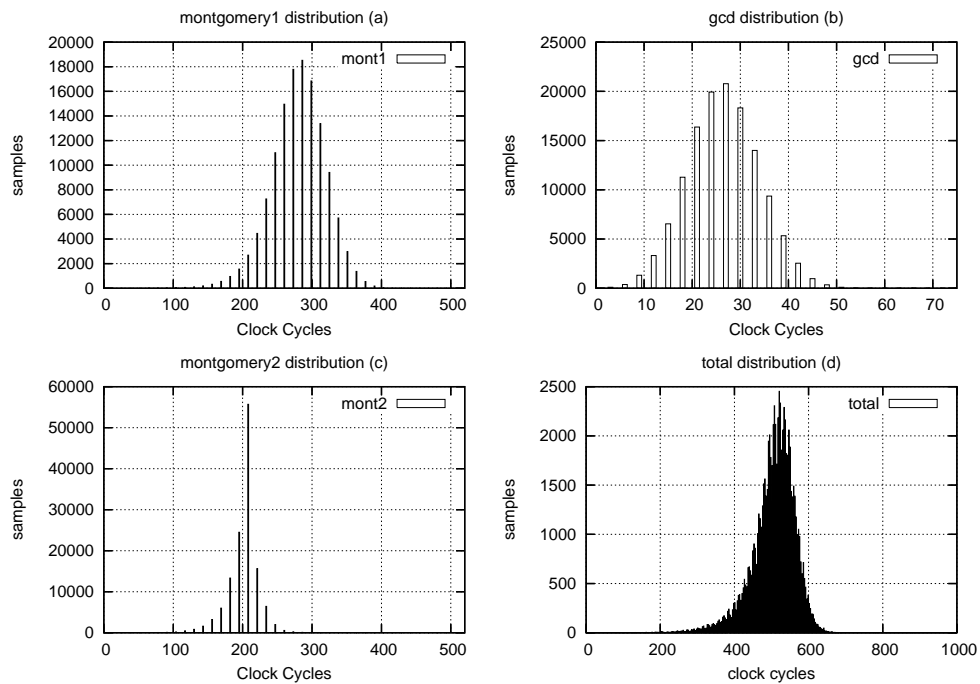 montgomery1 distribution (a)
20000
18000
16000
14000
12000
10000
8000
6000
4000
2000
0
samples
mont1
0 100 200 300 400 500
Clock Cycles
gcd distribution (b)
25000
20000
15000
10000
5000
0
samples
gcd
10 20 30 40 50 60 70
Clock Cycles
montgomery2 distribution (c)
60000
50000
40000
30000
20000
10000
0
samples
mont2
0 100 200 300 400 500
Clock Cycles
total distribution (d)
2500
2000
1500
1000
500
0
samples
total
0 200 400 600 800 1000
clock cycles